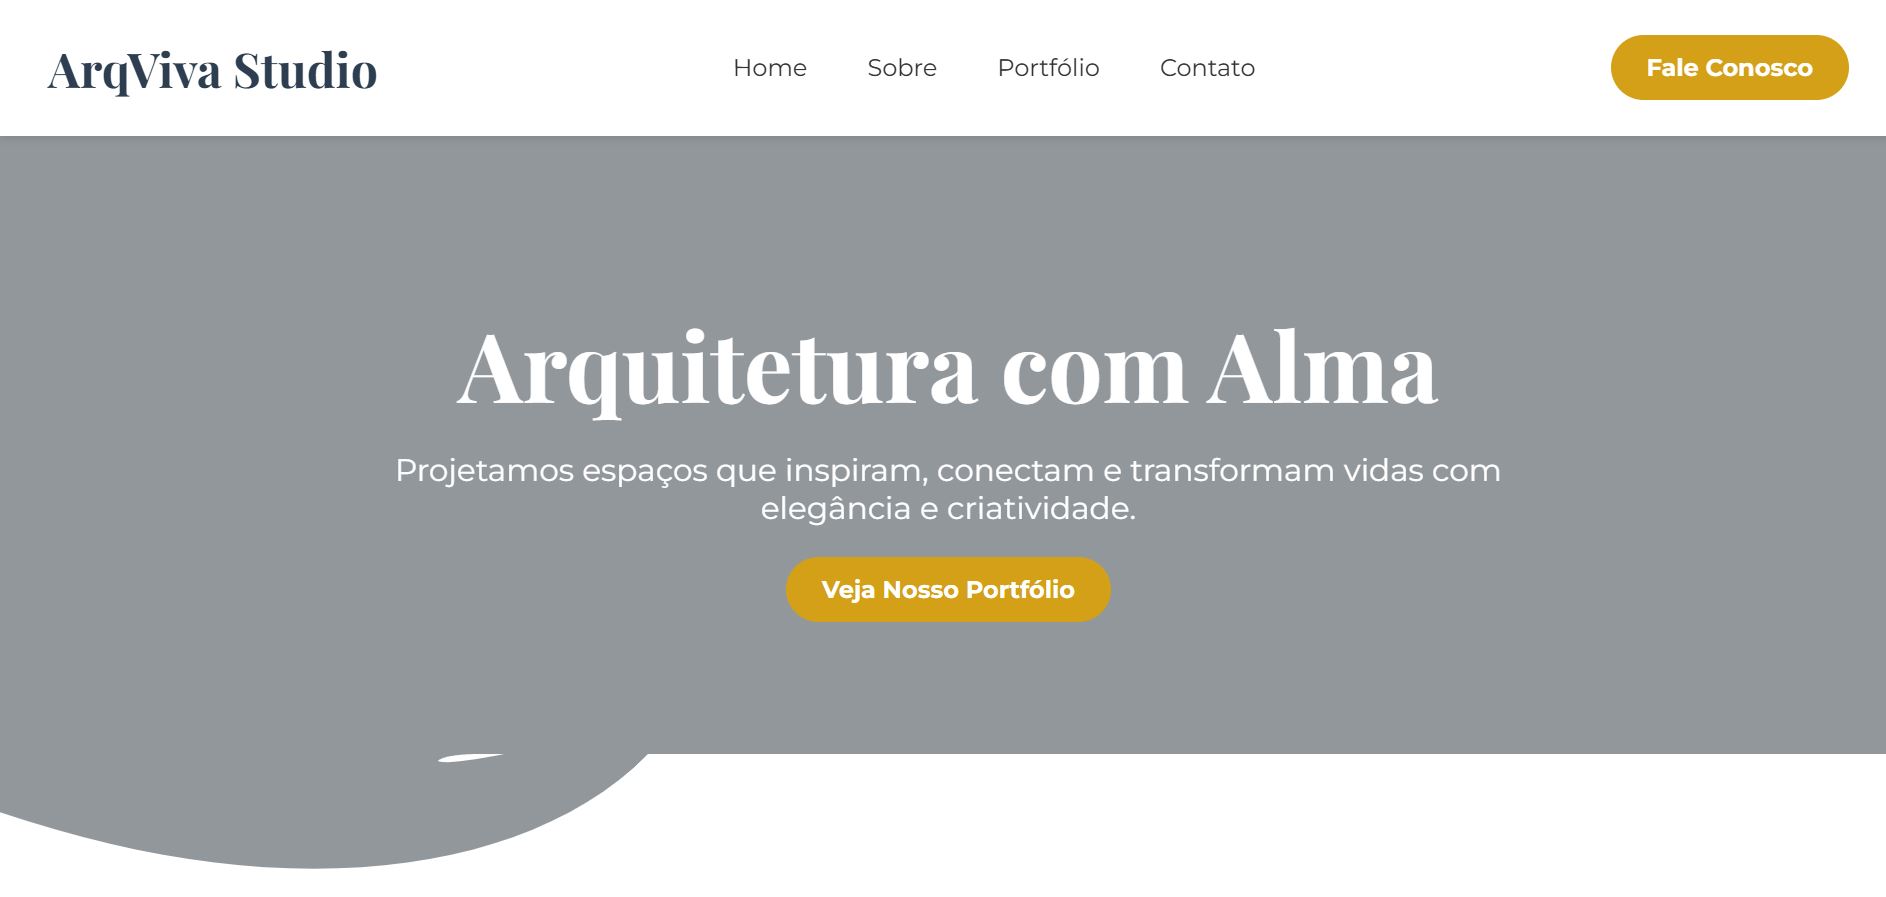 ArqViva Studio
Home
Sobre
Portfólio
Contato
Fale Conosco
Arquitetura com Alma
Projetamos espaços que inspiram, conectam e transformam vidas com
elegância e criatividade.
Veja Nosso Portfólio